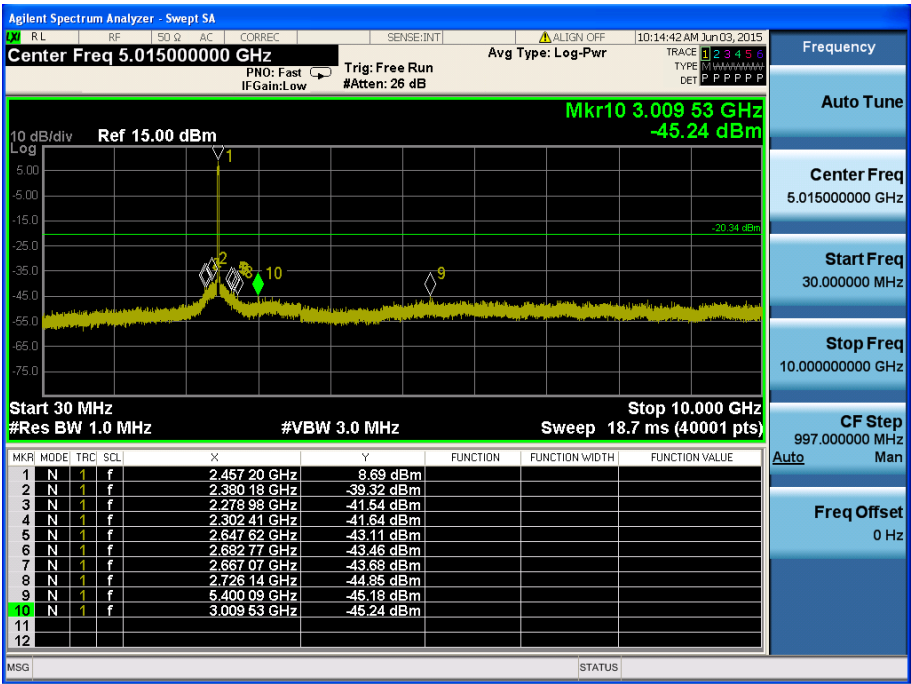 Agilent Spectrum Analyzer - Swept SA
LXI RL RF 50 Ω AC CORREC SENSE:INT ALIGN OFF 10:14:42 AM Jun 03, 2015
Center Freq 5.015000000 GHz
PNO: Fast
IFGain:Low
Trig: Free Run
#Atten: 26 dB
Avg Type: Log-Pwr
TRACE 1 2 3 4 5 6
TYPE M
DET P P P P P P
Mkr10 3.009 53 GHz
-45.24 dBm
10 dB/div Ref 15.00 dBm
Log
1
5.00
-5.00
-15.0
-20.34 dBm
-25.0
2
-35.0
10
9
-45.0
-55.0
-65.0
-75.0
Start 30 MHz Stop 10.000 GHz
#Res BW 1.0 MHz #VBW 3.0 MHz Sweep 18.7 ms (40001 pts)
MKR MODE TRC SCL X Y FUNCTION FUNCTION WIDTH FUNCTION VALUE
1 N 1 f 2.457 20 GHz 8.69 dBm
2 N 1 f 2.380 18 GHz -39.32 dBm
3 N 1 f 2.278 98 GHz -41.54 dBm
4 N 1 f 2.302 41 GHz -41.64 dBm
5 N 1 f 2.647 62 GHz -43.11 dBm
6 N 1 f 2.682 77 GHz -43.46 dBm
7 N 1 f 2.667 07 GHz -43.68 dBm
8 N 1 f 2.726 14 GHz -44.85 dBm
9 N 1 f 5.400 09 GHz -45.18 dBm
10 N 1 f 3.009 53 GHz -45.24 dBm
11
12
MSG STATUS
Frequency
Auto Tune
Center Freq
5.015000000 GHz
Start Freq
30.000000 MHz
Stop Freq
10.000000000 GHz
CF Step
997.000000 MHz
Auto Man
Freq Offset
0 Hz